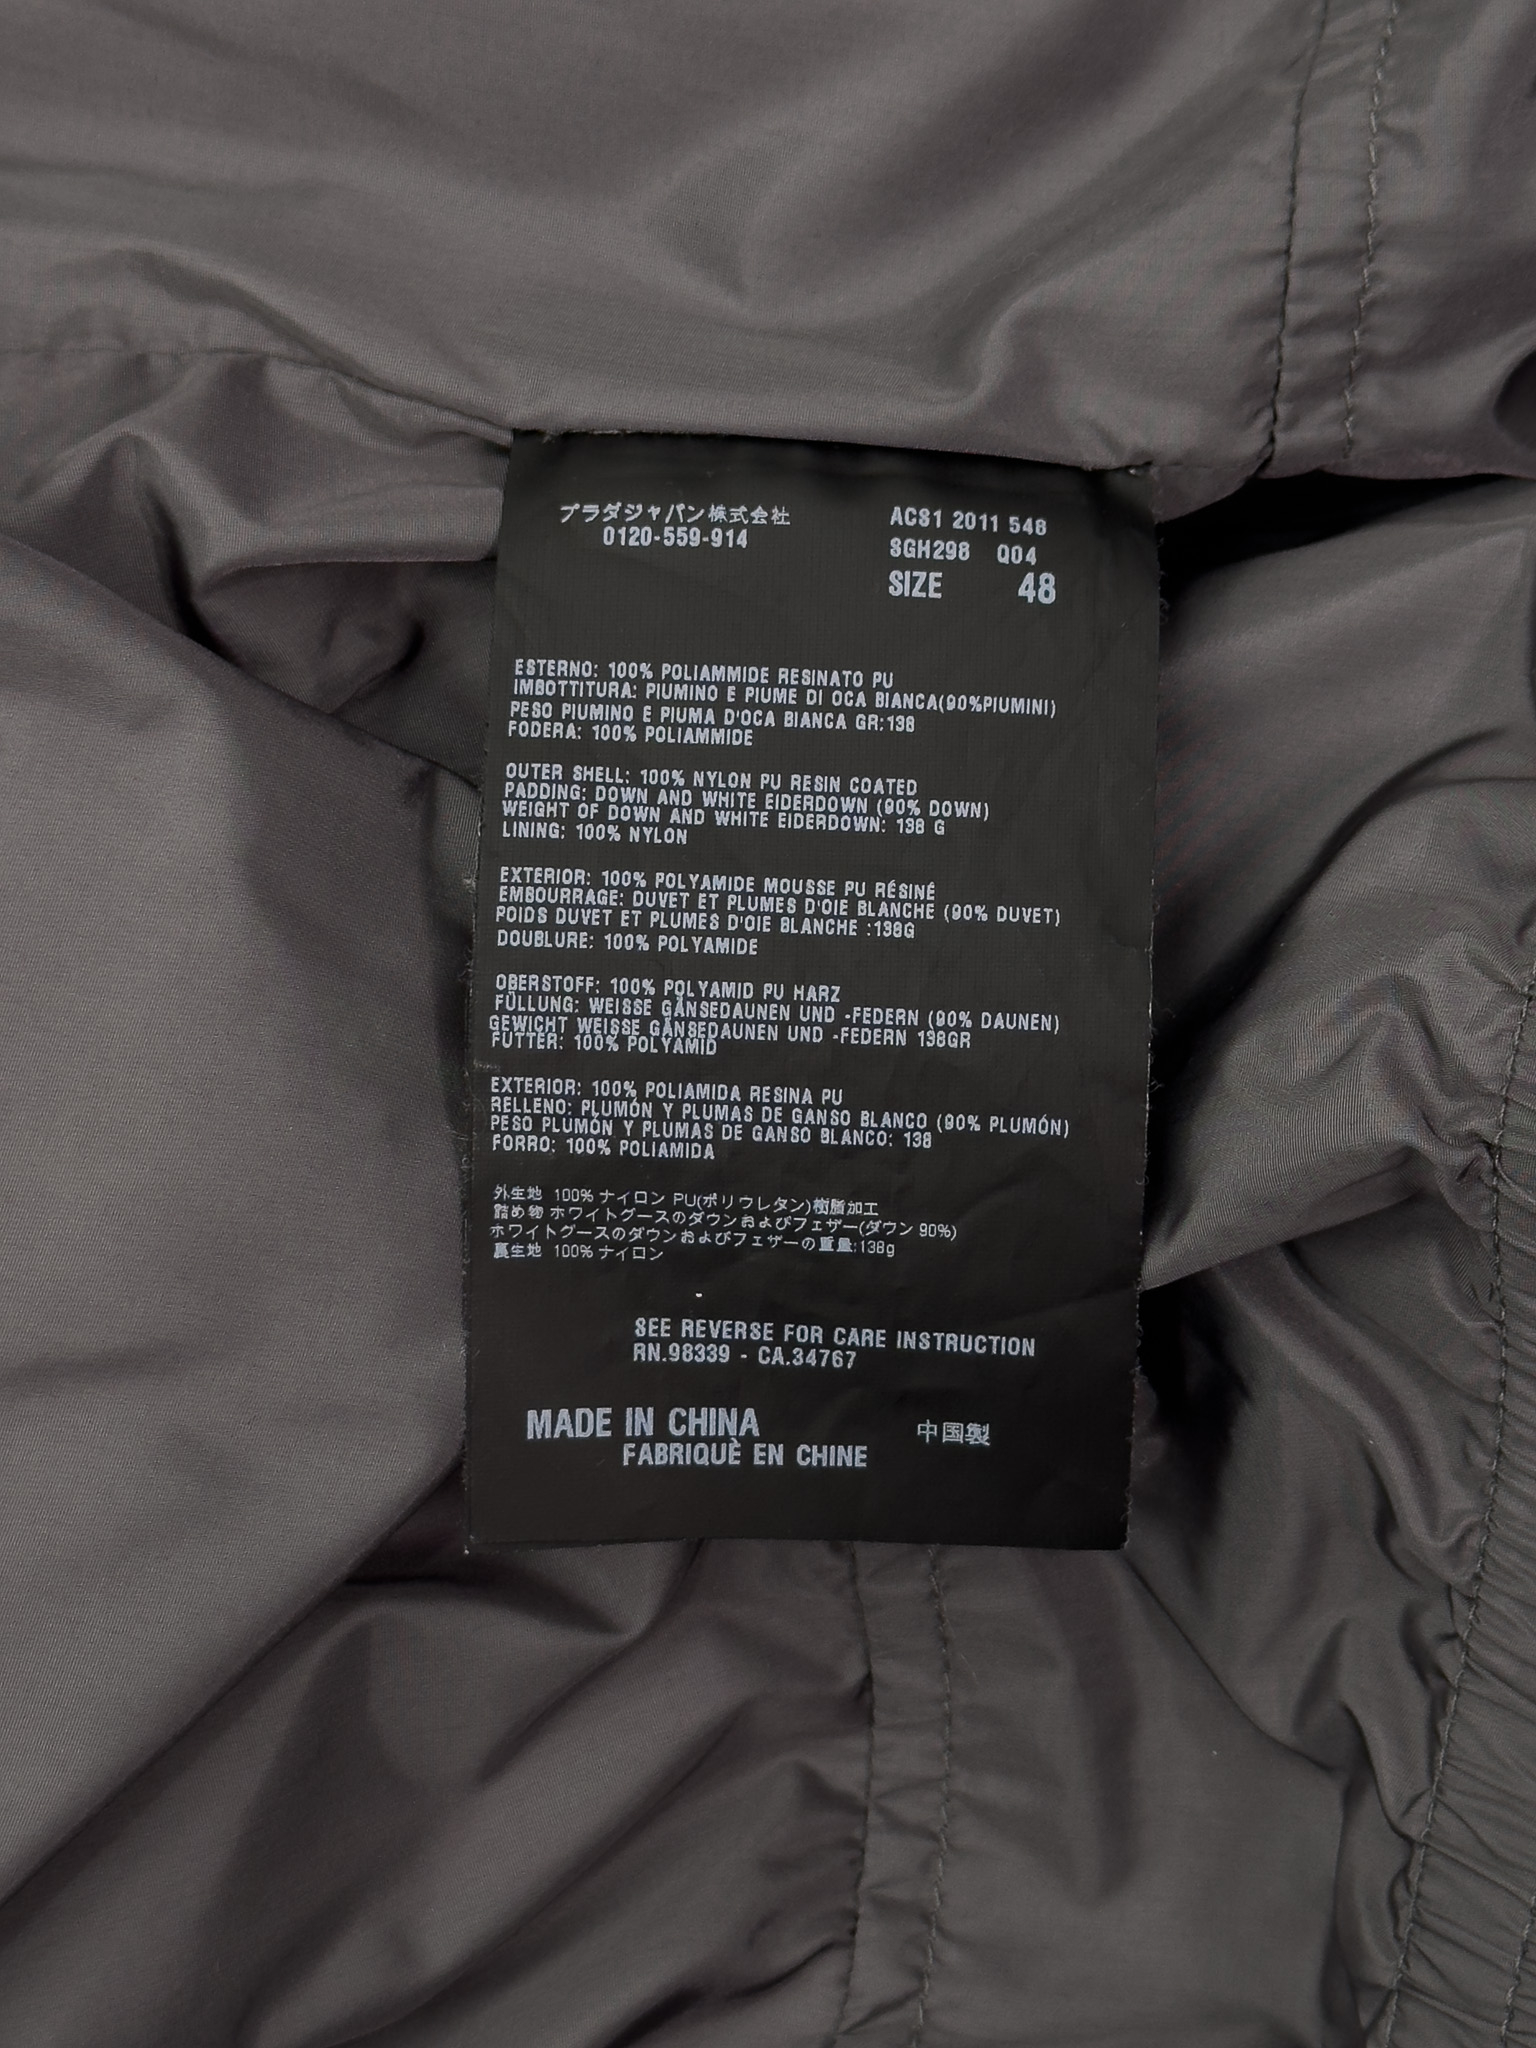 プラダジャパン株式会社
0120-559-914
ACS1 2011 548
SGH298 Q04
SIZE 48
ESTERNO: 100% POLIAMMIDE RESINATO PU
IMBOTTITURA: PIUMINO E PIUME DI OCA BIANCA(90%PIUMINI)
PESO PIUMINO E PIUMA D'OCA BIANCA GR:138
FODERA: 100% POLIAMMIDE
OUTER SHELL: 100% NYLON PU RESIN COATED
PADDING: DOWN AND WHITE EIDERDOWN (90% DOWN)
WEIGHT OF DOWN AND WHITE EIDERDOWN: 138 G
LINING: 100% NYLON
EXTERIOR: 100% POLYAMIDE MOUSSE PU RÉSINÉ
EMBOURRAGE: DUVET ET PLUMES D'OIE BLANCHE (90% DUVET)
POIDS DUVET ET PLUMES D'OIE BLANCHE :138G
DOUBLURE: 100% POLYAMIDE
OBERSTOFF: 100% POLYAMID PU HARZ
FÜLLUNG: WEISSE GÄNSEDAUNEN UND -FEDERN (90% DAUNEN)
GEWICHT WEISSE GÄNSEDAUNEN UND -FEDERN 138GR
FUTTER: 100% POLYAMID
EXTERIOR: 100% POLIAMIDA RESINA PU
RELLENO: PLUMÓN Y PLUMAS DE GANSO BLANCO (90% PLUMÓN)
PESO PLUMÓN Y PLUMAS DE GANSO BLANCO: 138
FORRO: 100% POLIAMIDA
外生地 100% ナイロン PU(ポリウレタン)樹脂加工
詰め物 ホワイトグースのダウンおよびフェザー(ダウン 90%)
ホワイトグースのダウンおよびフェザーの重量:138g
裏生地 100% ナイロン
SEE REVERSE FOR CARE INSTRUCTION
RN.98339 - CA.34767
MADE IN CHINA 中国製
FABRIQUÈ EN CHINE